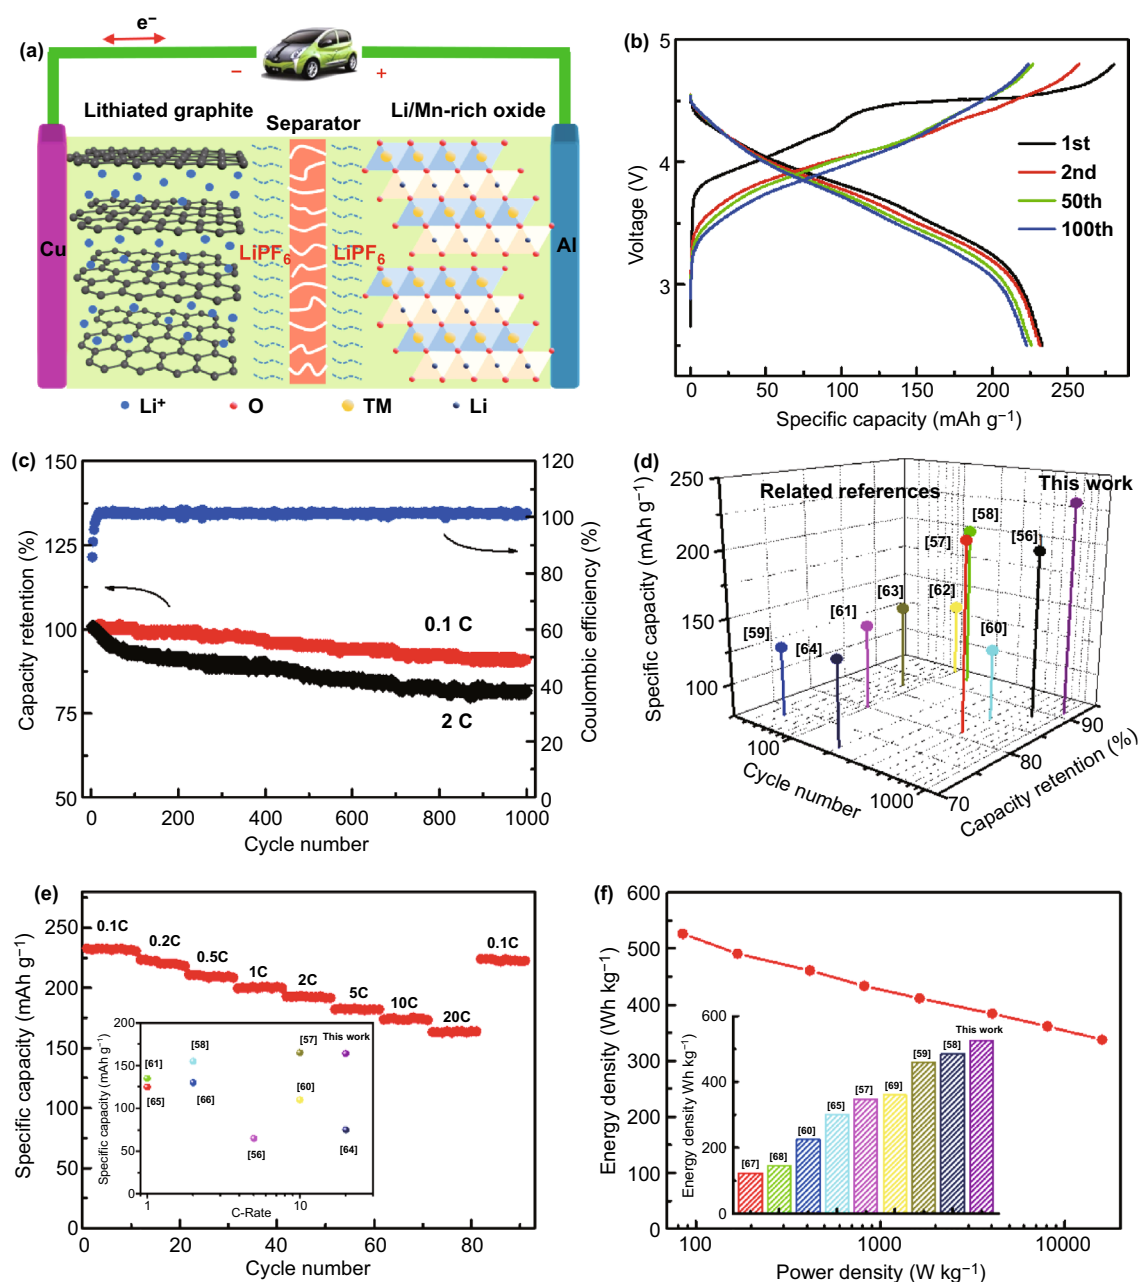 (a)
e⁻
−
+
Lithiated graphite
Separator
Li/Mn-rich oxide
Cu
LiPF₆
LiPF₆
Al
Li⁺
O
TM
Li
(b)
5
4
3
Voltage (V)
1st
2nd
50th
100th
0
50
100
150
200
250
Specific capacity (mAh g⁻¹)
(c)
150
125
100
75
50
Capacity retention (%)
120
100
80
60
40
20
0
Coulombic efficiency (%)
0.1 C
2 C
0
200
400
600
800
1000
Cycle number
(d)
250
200
150
100
Specific capacity (mAh g⁻¹)
Related references
This work
[58]
[57]
[56]
[63]
[62]
[61]
[59]
[64]
[60]
100
1000
Cycle number
70
80
90
Capacity retention (%)
(e)
250
200
150
100
50
0
Specific capacity (mAh g⁻¹)
0.1C
0.2C
0.5C
1C
2C
5C
10C
20C
0.1C
200
150
100
50
0
Specific capacity (mAh g⁻¹)
[61]
[65]
[58]
[66]
[56]
[57]
[60]
This work
[64]
1
10
C-Rate
0
20
40
60
80
Cycle number
(f)
600
500
400
300
200
100
0
Energy density (Wh kg⁻¹)
600
400
200
0
Energy density Wh kg⁻¹)
[67]
[68]
[60]
[65]
[57]
[69]
[59]
[58]
This work
100
1000
10000
Power density (W kg⁻¹)